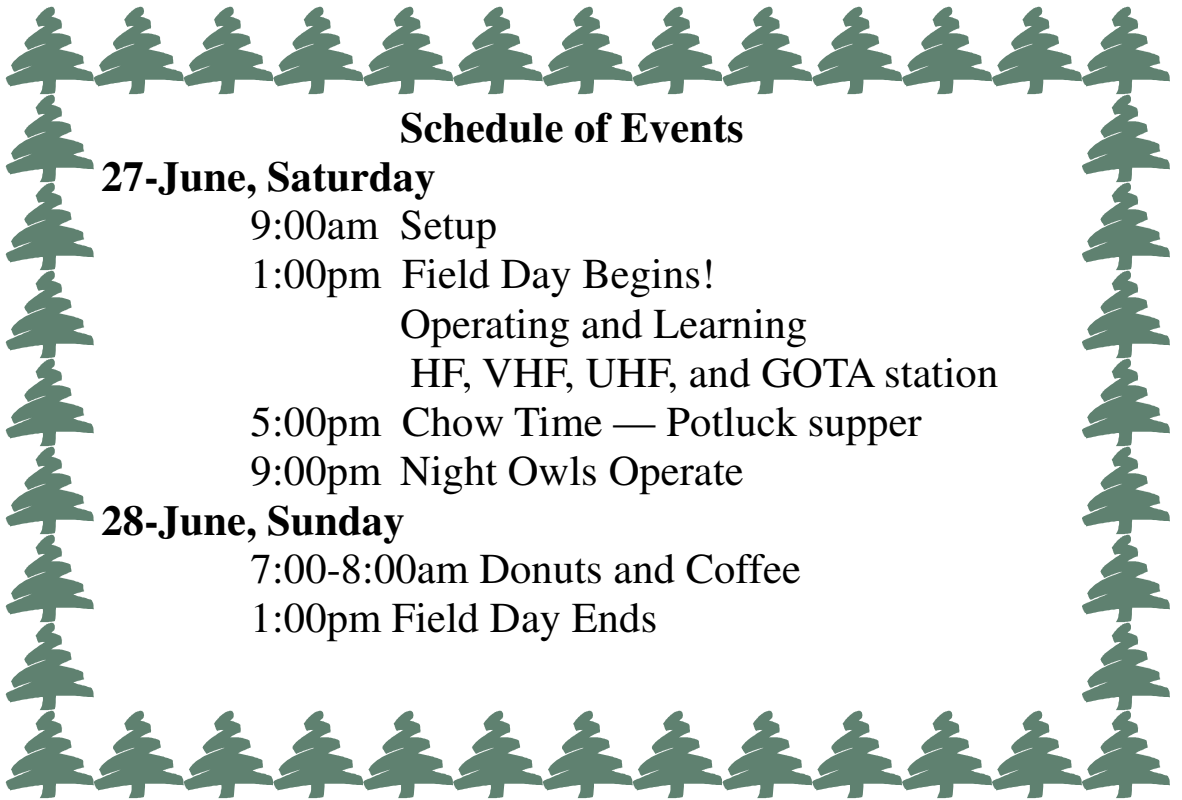 Schedule of Events
27-June, Saturday
9:00am Setup
1:00pm Field Day Begins!
Operating and Learning
HF, VHF, UHF, and GOTA station
5:00pm Chow Time — Potluck supper
9:00pm Night Owls Operate
28-June, Sunday
7:00-8:00am Donuts and Coffee
1:00pm Field Day Ends